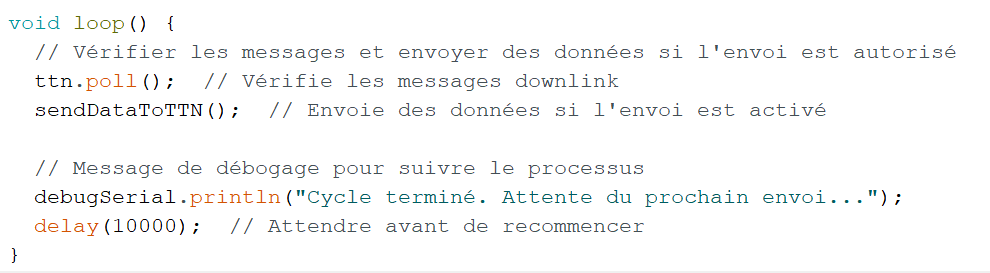 void loop() {
  // Vérifier les messages et envoyer des données si l'envoi est autorisé
  ttn.poll();  // Vérifie les messages downlink
  sendDataToTTN();  // Envoie des données si l'envoi est activé

  // Message de débogage pour suivre le processus
  debugSerial.println("Cycle terminé. Attente du prochain envoi...");
  delay(10000);  // Attendre avant de recommencer
}